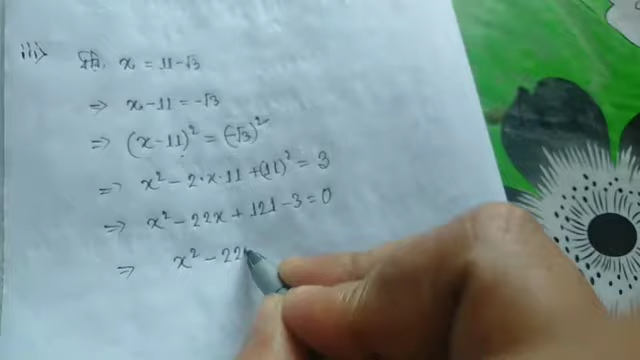 iii) x = 11 - √3
⇒ x - 11 = -√3
⇒ (x - 11)² = (-√3)²
⇒ x² - 2·x·11 + (11)² = 3
⇒ x² - 22x + 121 - 3 = 0
⇒ x² - 22